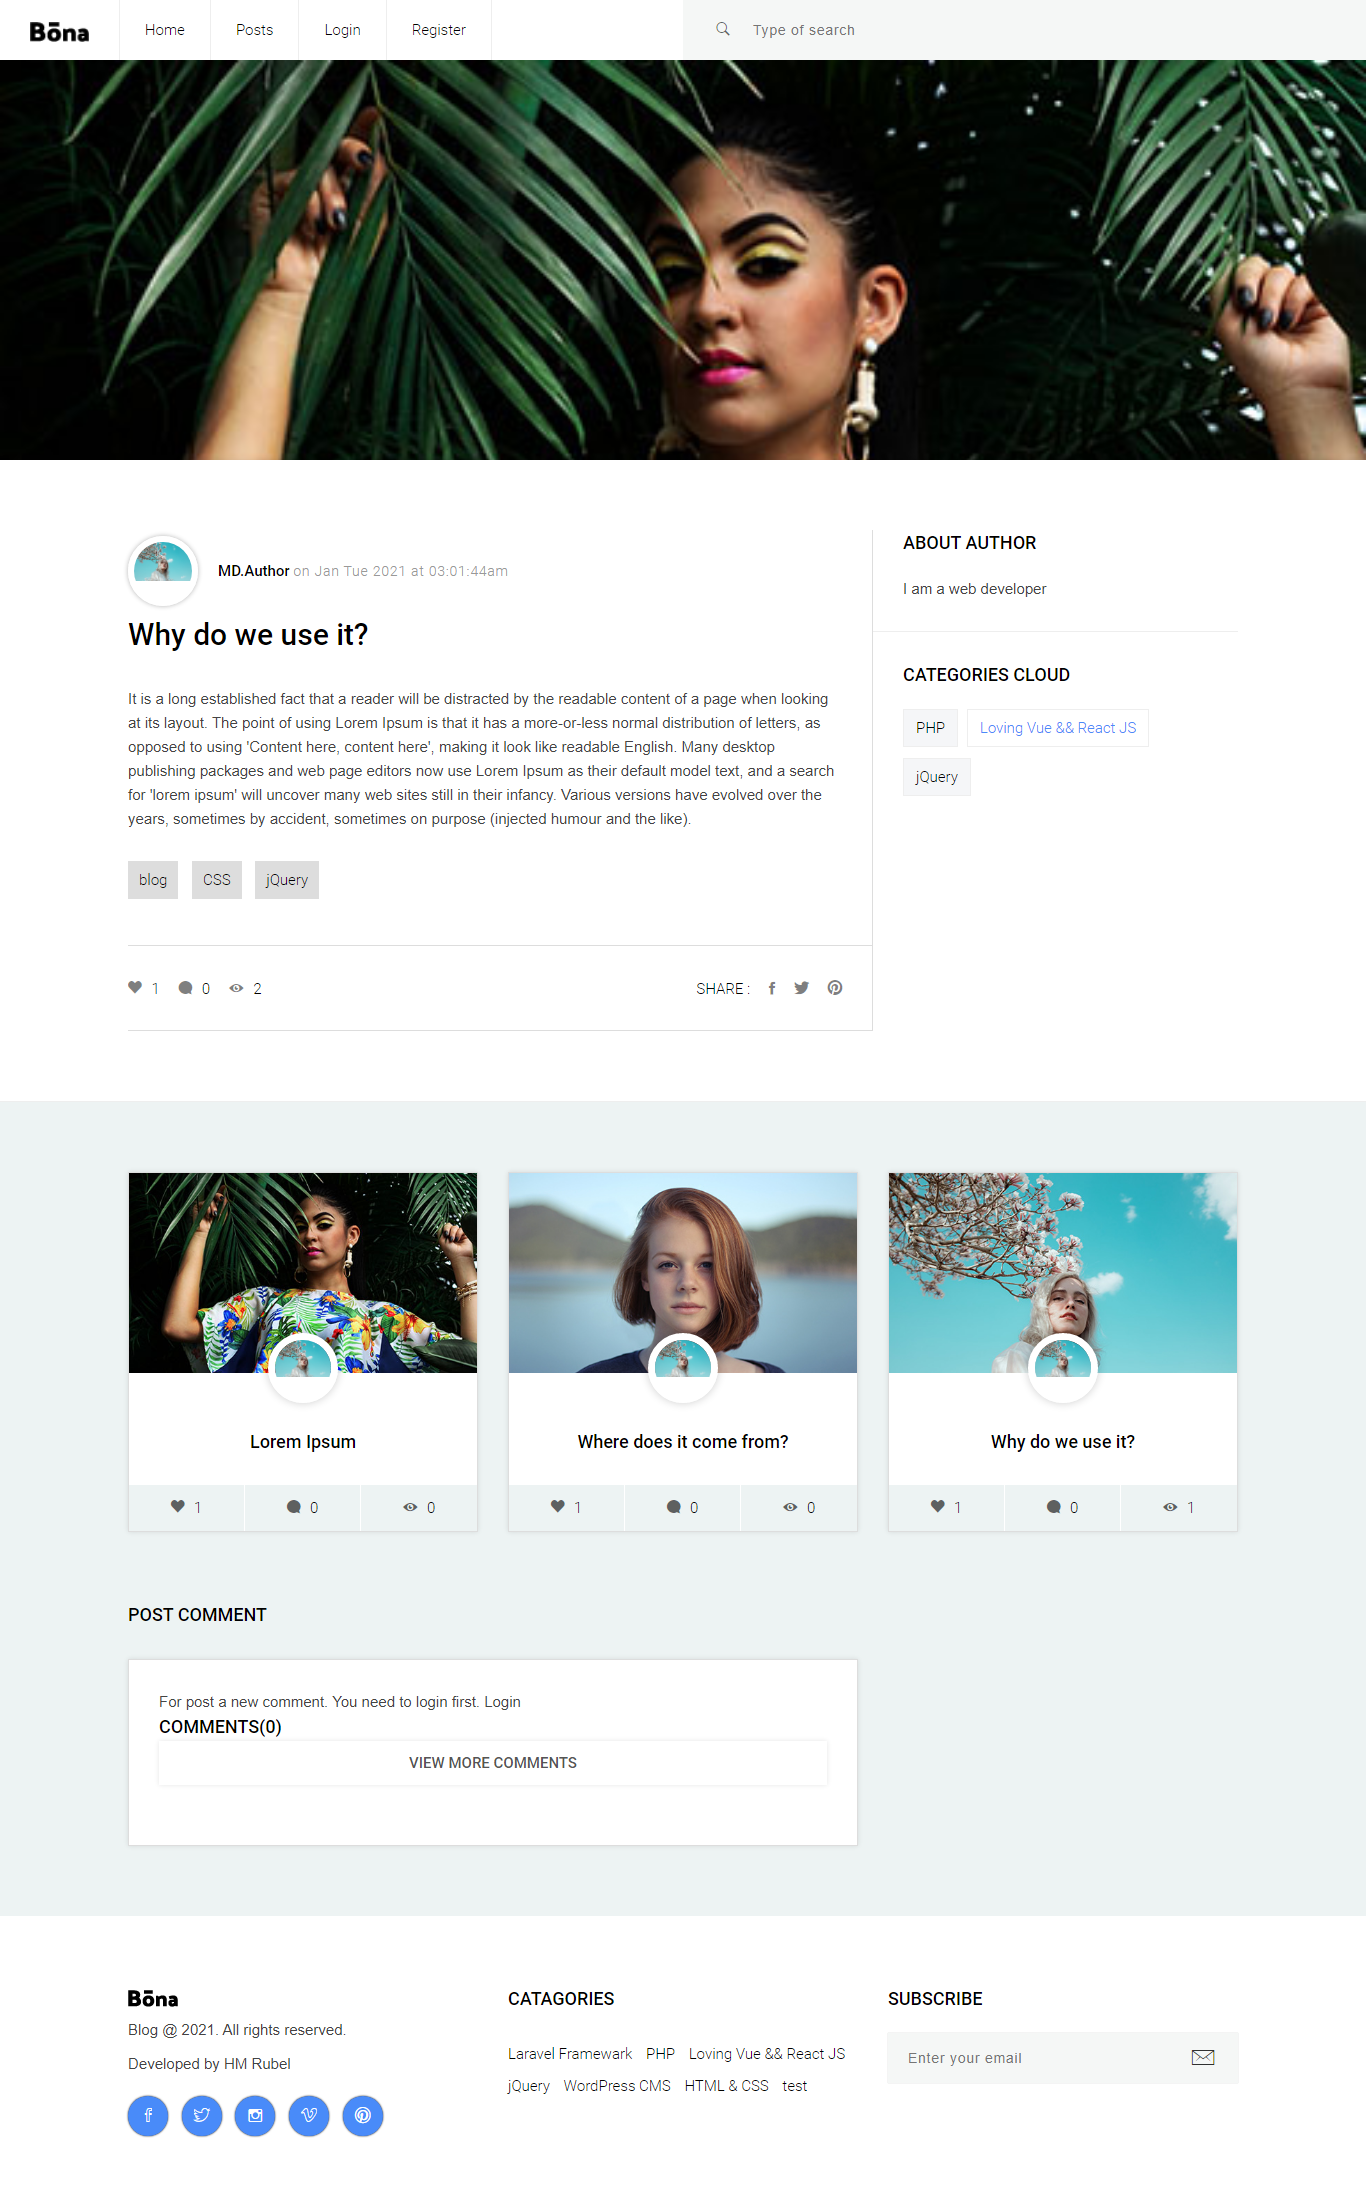 Bōna
Home
Posts
Login
Register
Type of search
MD.Author on Jan Tue 2021 at 03:01:44am
Why do we use it?
It is a long established fact that a reader will be distracted by the readable content of a page when looking
at its layout. The point of using Lorem Ipsum is that it has a more-or-less normal distribution of letters, as
opposed to using 'Content here, content here', making it look like readable English. Many desktop
publishing packages and web page editors now use Lorem Ipsum as their default model text, and a search
for 'lorem ipsum' will uncover many web sites still in their infancy. Various versions have evolved over the
years, sometimes by accident, sometimes on purpose (injected humour and the like).
blog
CSS
jQuery
1
0
2
SHARE :
ABOUT AUTHOR
I am a web developer
CATEGORIES CLOUD
PHP
Loving Vue && React JS
jQuery
Lorem Ipsum
1
0
0
Where does it come from?
1
0
0
Why do we use it?
1
0
1
POST COMMENT
For post a new comment. You need to login first. Login
COMMENTS(0)
VIEW MORE COMMENTS
Bōna
Blog @ 2021. All rights reserved.
Developed by HM Rubel
CATAGORIES
Laravel Framewark PHP Loving Vue && React JS
jQuery WordPress CMS HTML & CSS test
SUBSCRIBE
Enter your email